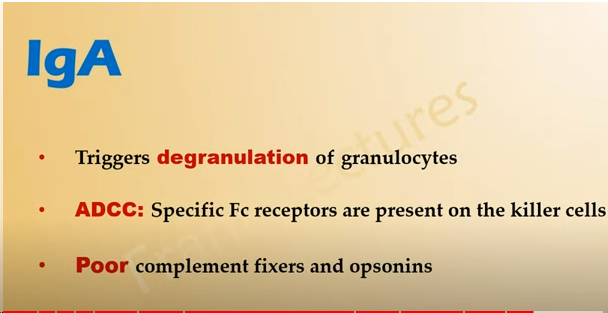 IgA
• Triggers degranulation of granulocytes
• ADCC: Specific Fc receptors are present on the killer cells
• Poor complement fixers and opsonins